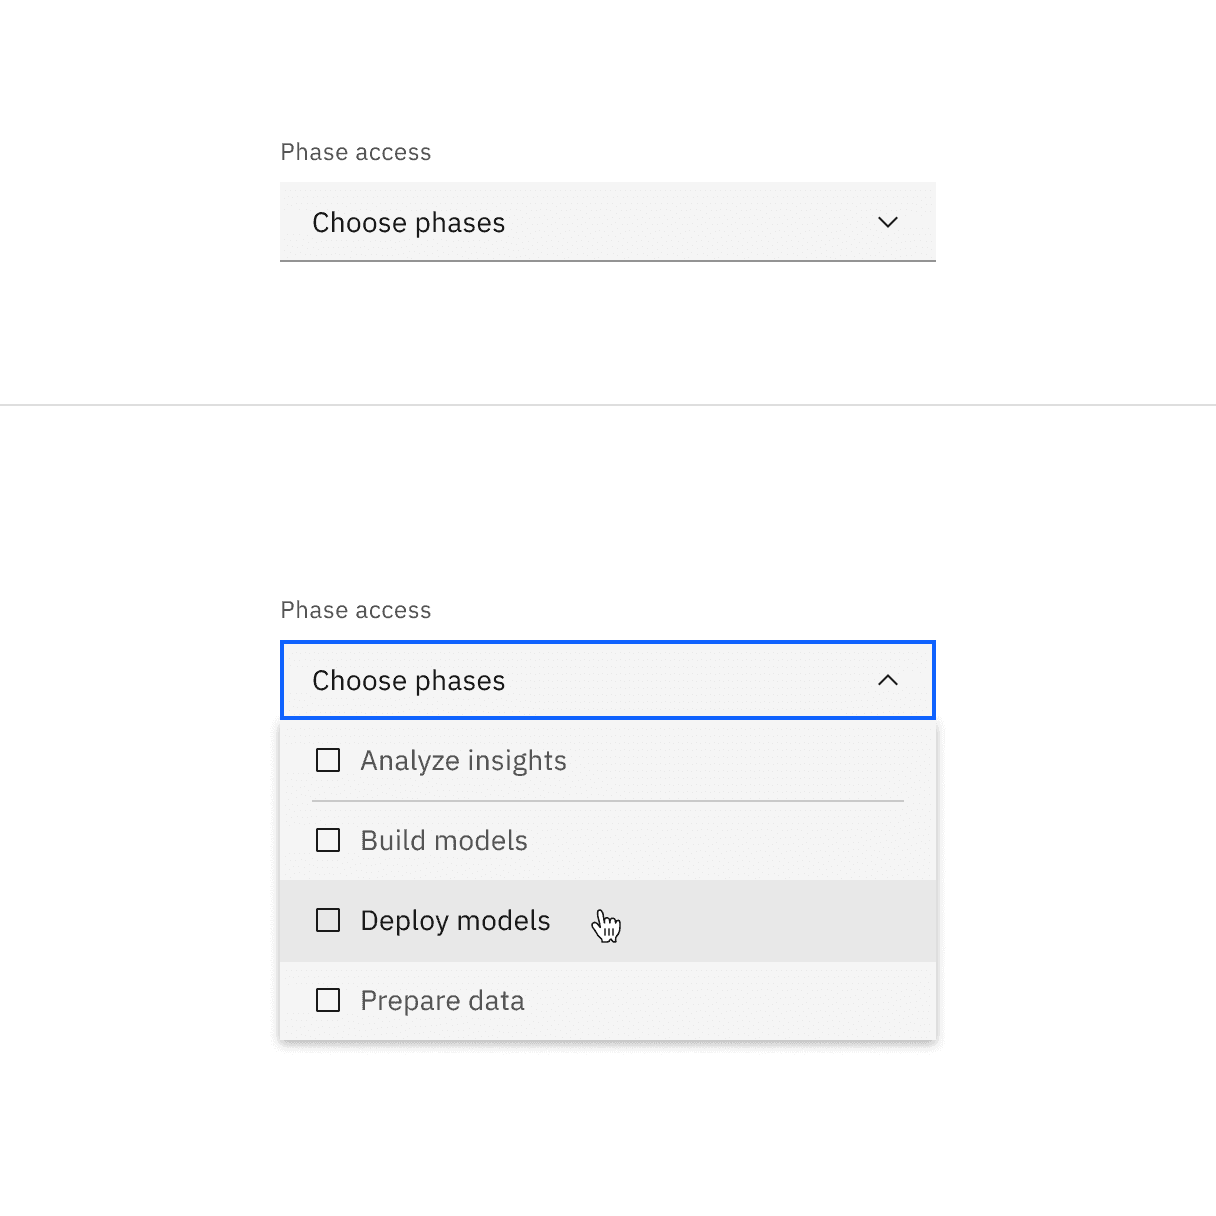 Phase access
Choose phases
Phase access
Choose phases
Analyze insights
Build models
Deploy models
Prepare data